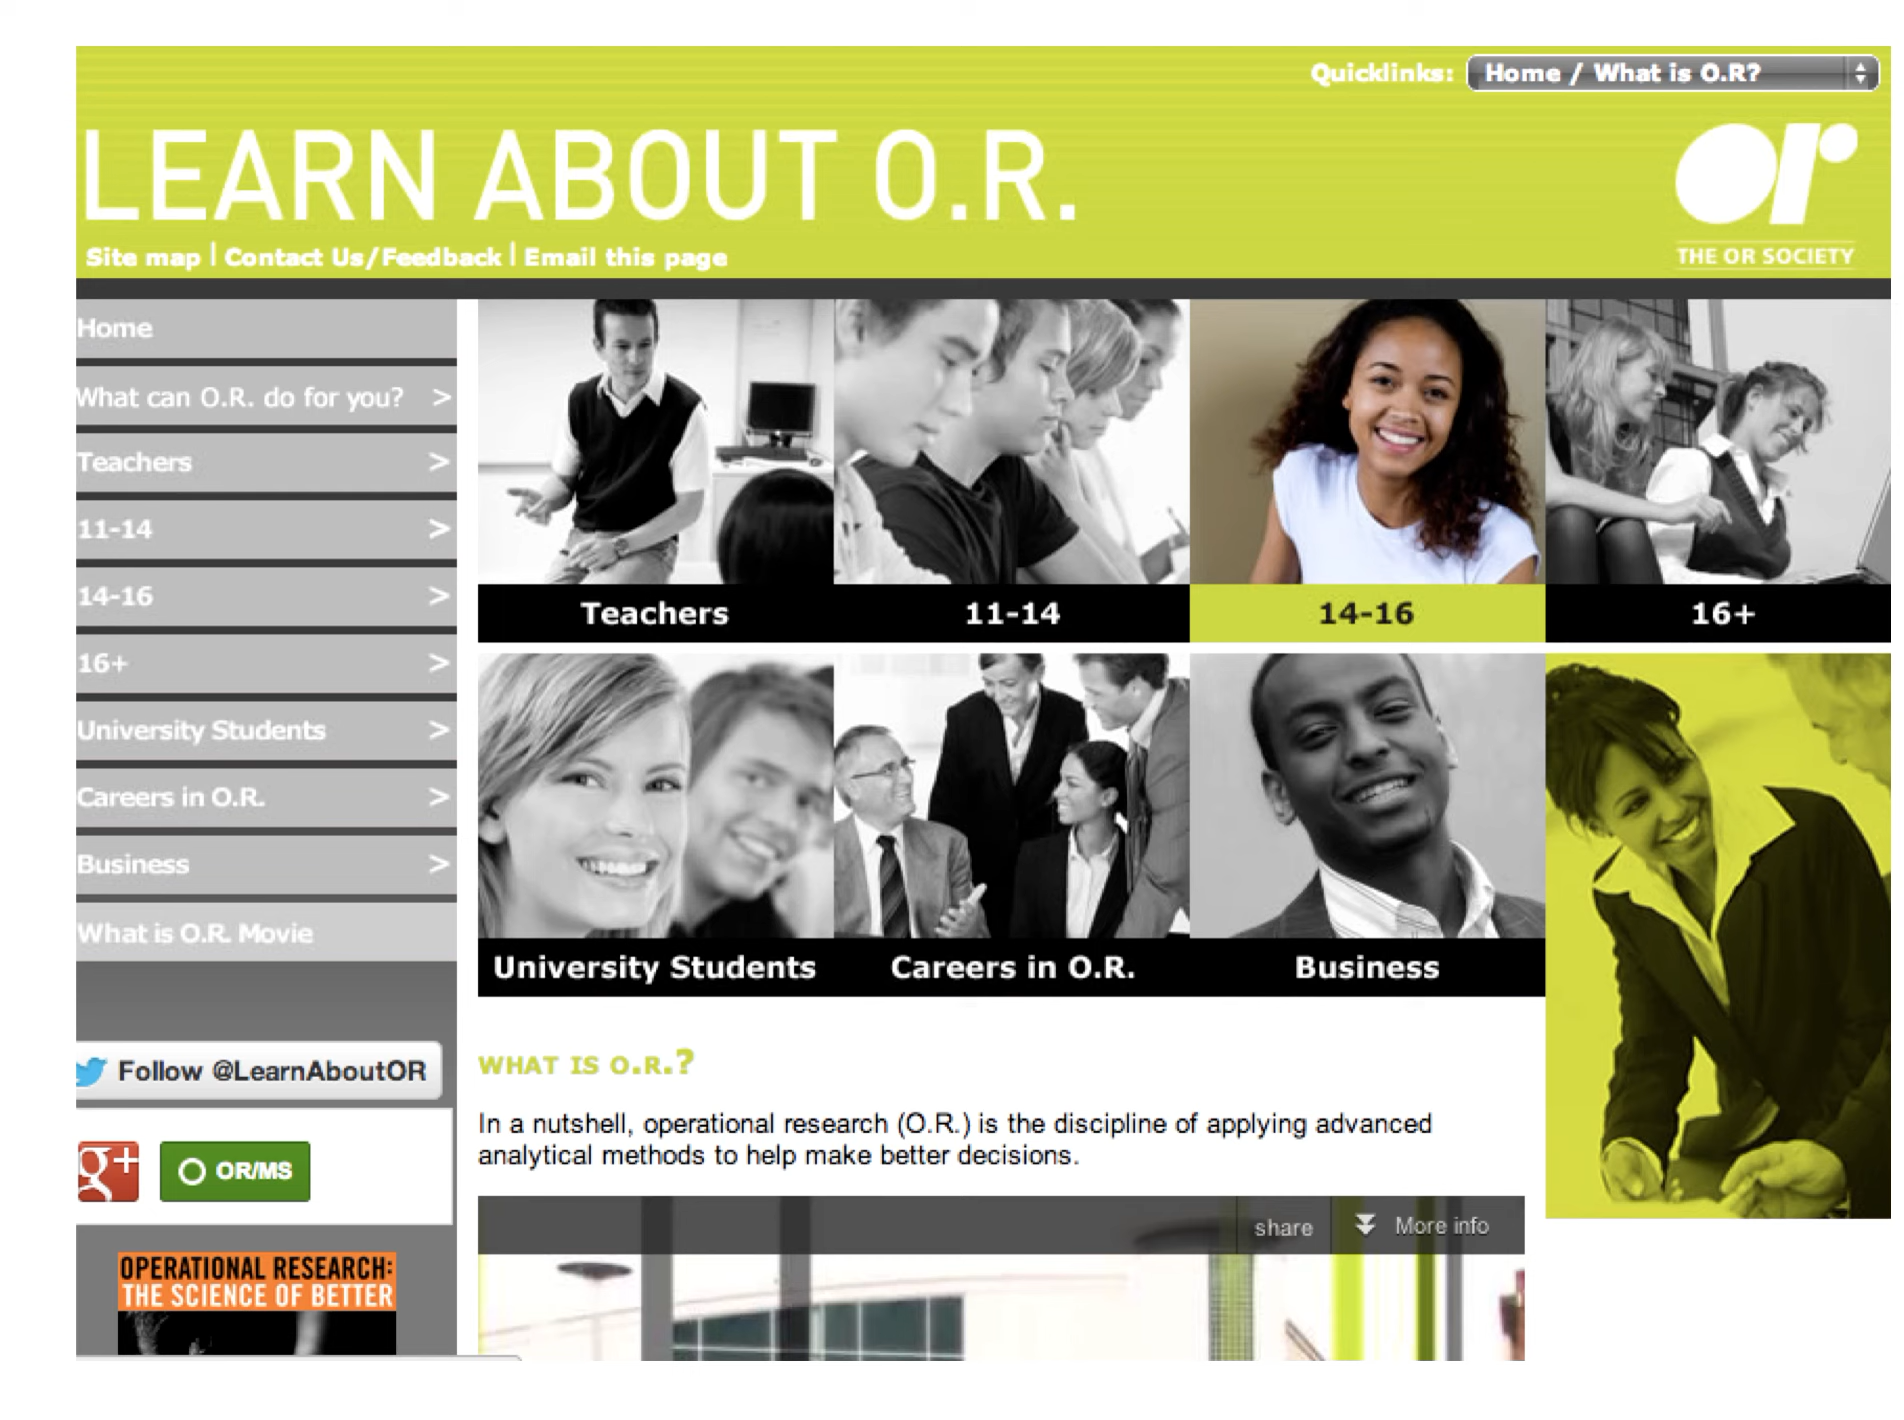 Quicklinks: Home / What is O.R?
LEARN ABOUT O.R.
or
THE OR SOCIETY
Site map | Contact Us/Feedback | Email this page
Home
What can O.R. do for you? >
Teachers >
11-14 >
14-16 >
16+ >
University Students >
Careers in O.R. >
Business >
What is O.R. Movie
Follow @LearnAboutOR
g+
OR/MS
OPERATIONAL RESEARCH:
THE SCIENCE OF BETTER
Teachers
11-14
14-16
16+
University Students
Careers in O.R.
Business
WHAT IS O.R.?
In a nutshell, operational research (O.R.) is the discipline of applying advanced
analytical methods to help make better decisions.
share
More info